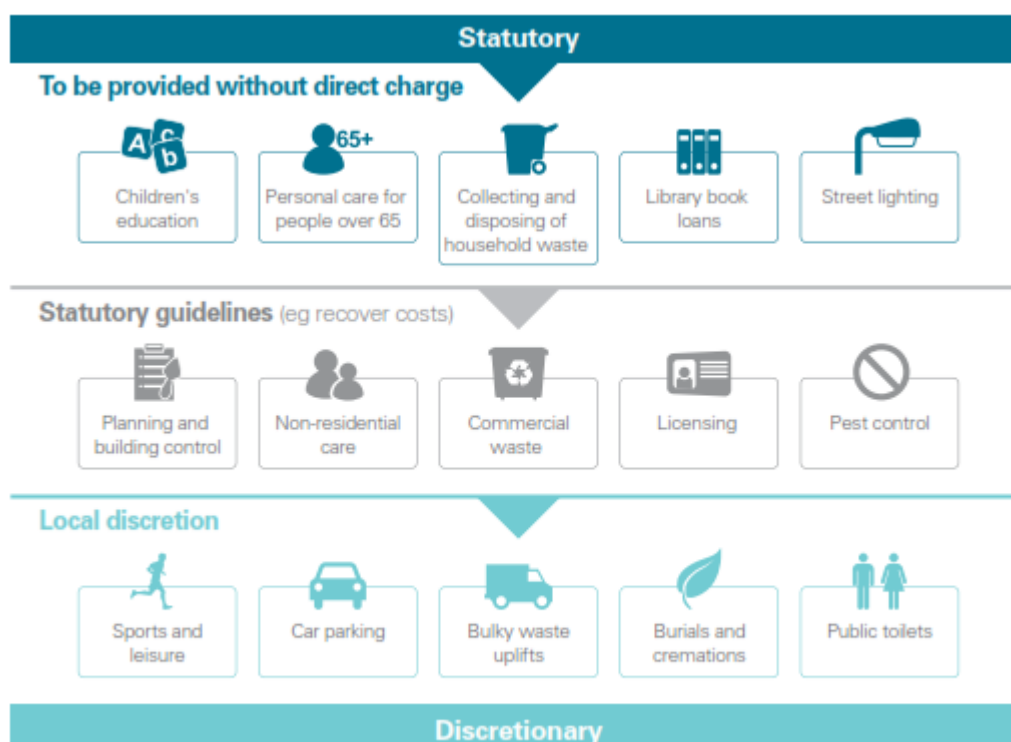 Statutory
To be provided without direct charge
A c b
65+
Children's
education
Personal care for
people over 65
Collecting and
disposing of
household waste
Library book
loans
Street lighting
Statutory guidelines (eg recover costs)
Planning and
building control
Non-residential
care
Commercial
waste
Licensing
Pest control
Local discretion
Sports and
leisure
Car parking
Bulky waste
uplifts
Burials and
cremations
Public toilets
Discretionary